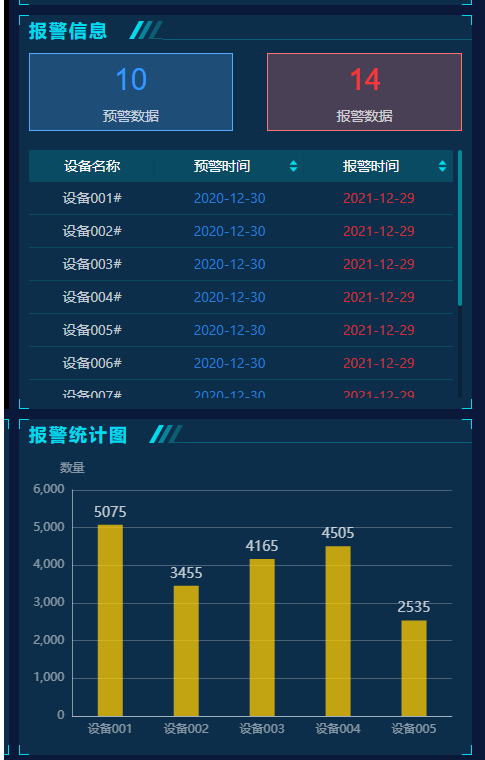 报警信息
10
预警数据
14
报警数据
设备名称 预警时间 报警时间
设备001# 2020-12-30 2021-12-29
设备002# 2020-12-30 2021-12-29
设备003# 2020-12-30 2021-12-29
设备004# 2020-12-30 2021-12-29
设备005# 2020-12-30 2021-12-29
设备006# 2020-12-30 2021-12-29
设备007# 2020-12-30 2021-12-29
报警统计图
数量
6,000
5,000
4,000
3,000
2,000
1,000
0
5075
3455
4165
4505
2535
设备001 设备002 设备003 设备004 设备005